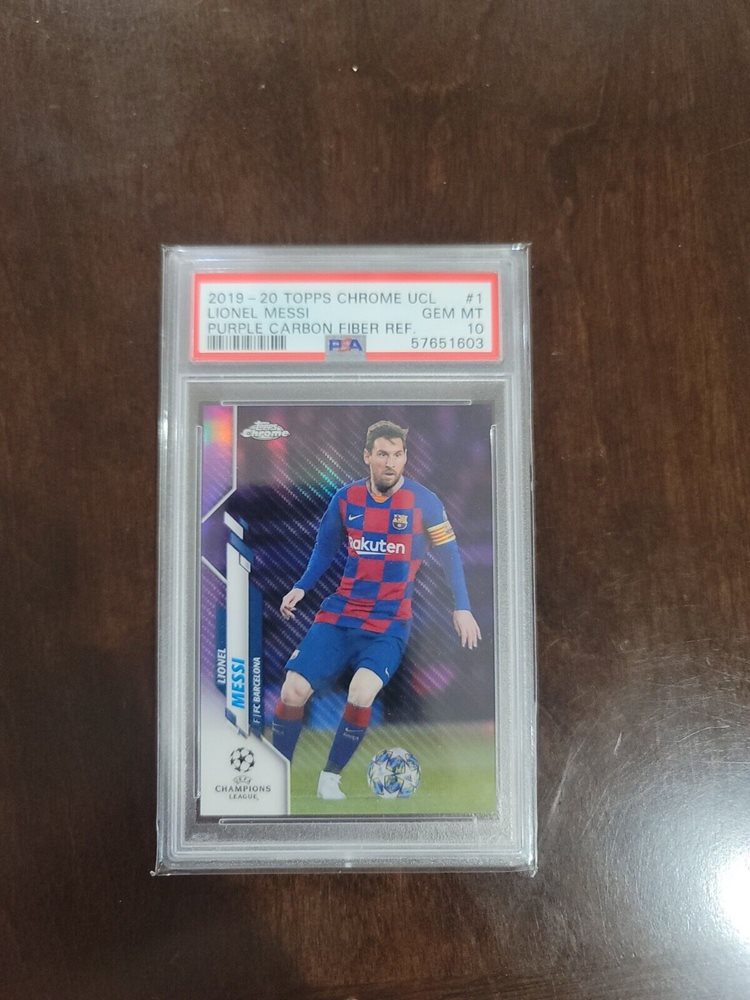 2019-20 TOPPS CHROME UCL #1
LIONEL MESSI GEM MT
PURPLE CARBON FIBER REF. 10
PSA 57651603
Topps
Chrome
Rakuten
LIONEL
MESSI
F | FC BARCELONA
UEFA
CHAMPIONS
LEAGUE